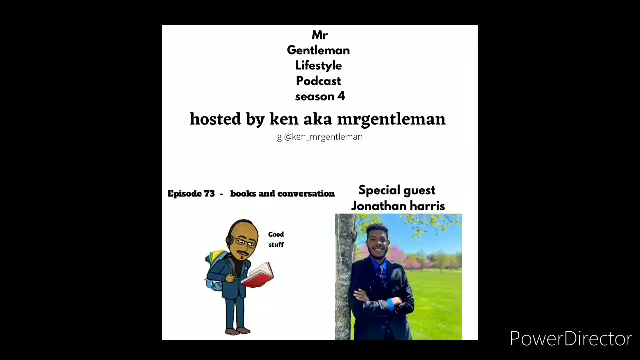 Mr
Gentleman
Lifestyle
Podcast
season 4
hosted by ken aka mrgentleman
g @ken_mrgentleman
Episode 73 - books and conversation
Special guest
Jonathan harris
Good
stuff
PowerDirector